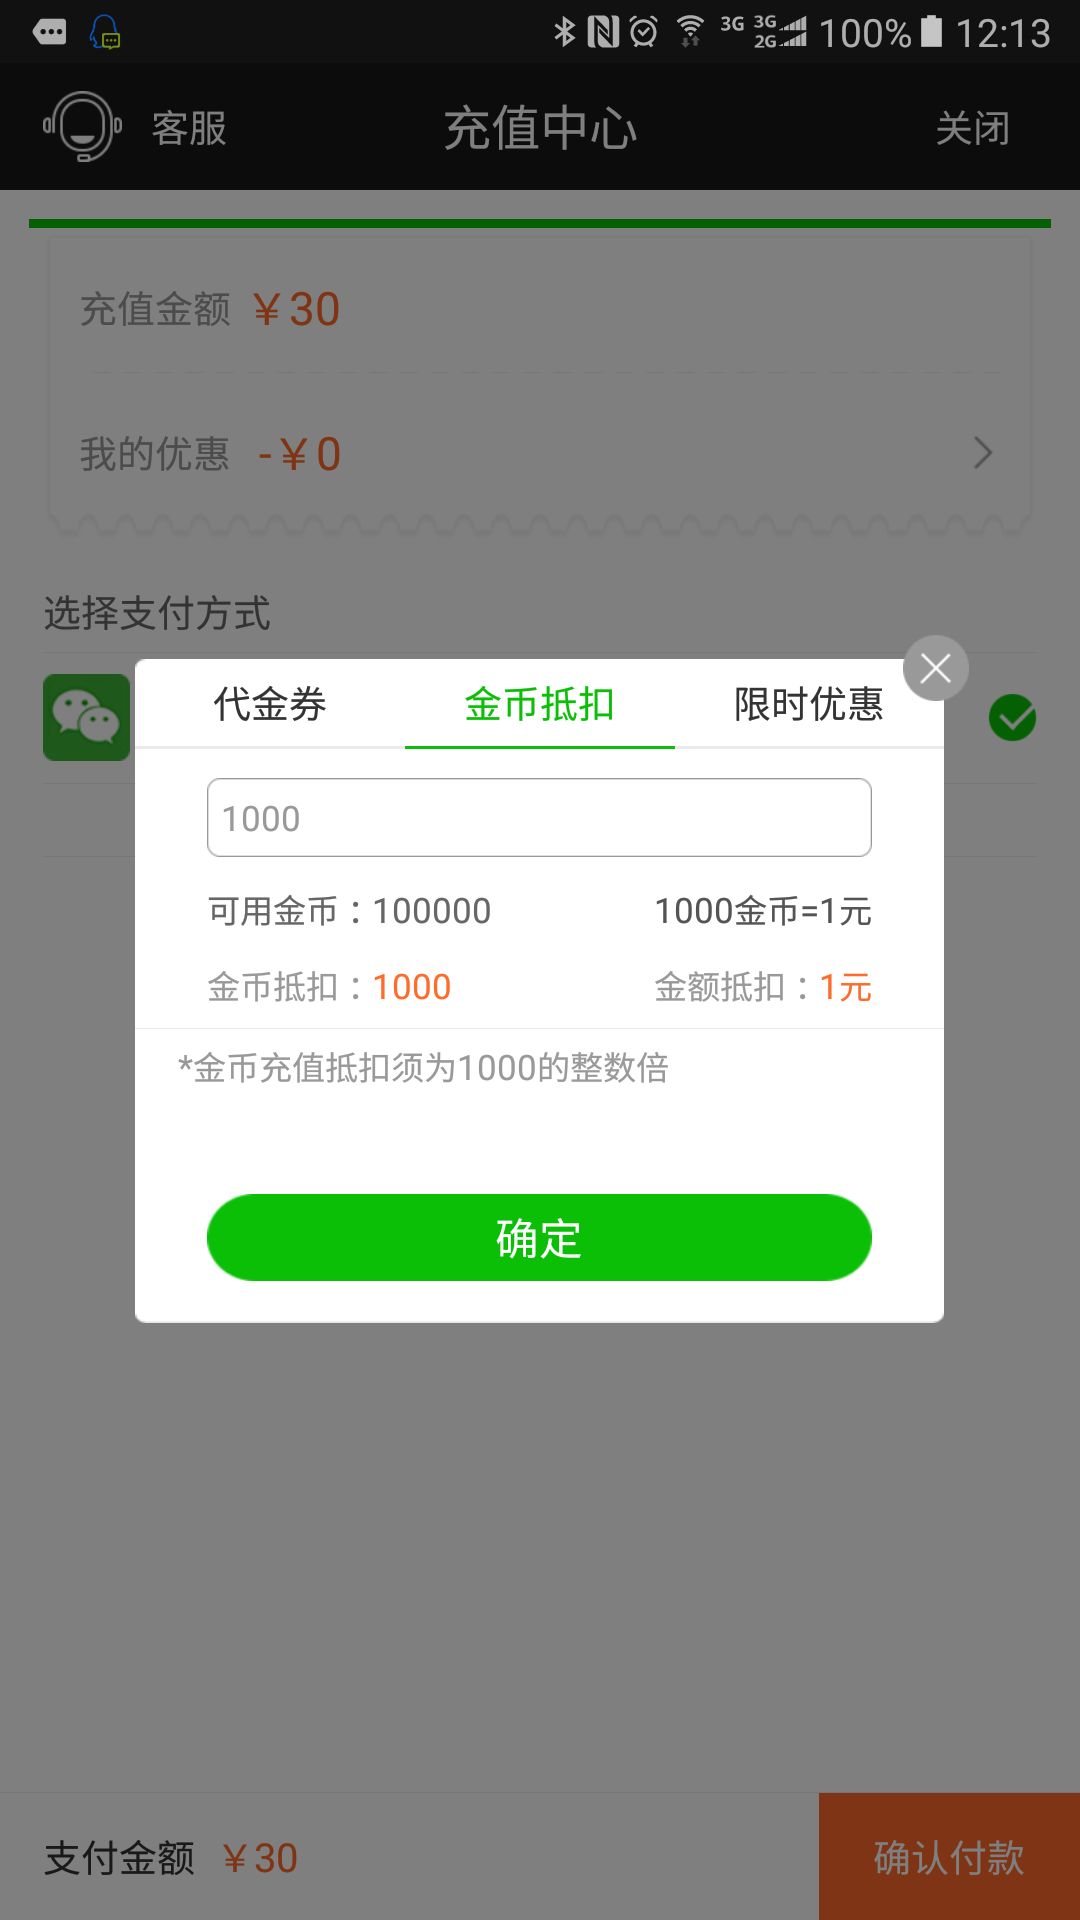 3G 3G 2G 100% 12:13
客服 充值中心 关闭
充值金额 ￥30
我的优惠 -￥0
选择支付方式
代金券 金币抵扣 限时优惠
1000
可用金币：100000 1000金币=1元
金币抵扣：1000 金额抵扣：1元
*金币充值抵扣须为1000的整数倍
确定
支付金额 ￥30 确认付款